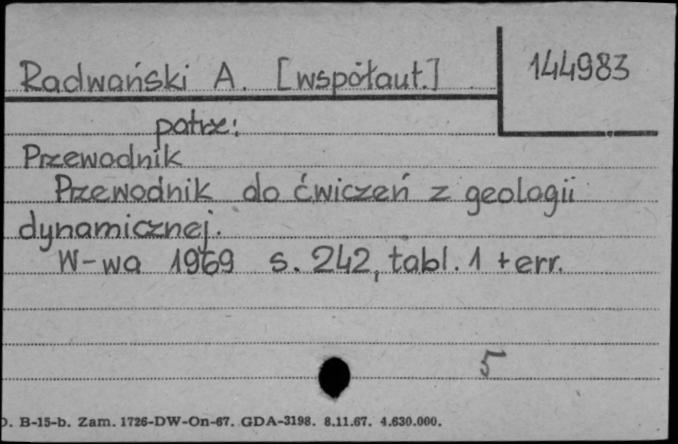 Radwański A. [współaut.]
144983
patrz:
Przewodnik
Przewodnik do ćwiczeń z geologii
dynamicznej.
W-wa 1969 s. 242, tabl. 1 + err.
5
B-15-b. Zam. 1726-DW-On-67. GDA-3198. 8.11.67. 4.630.000.